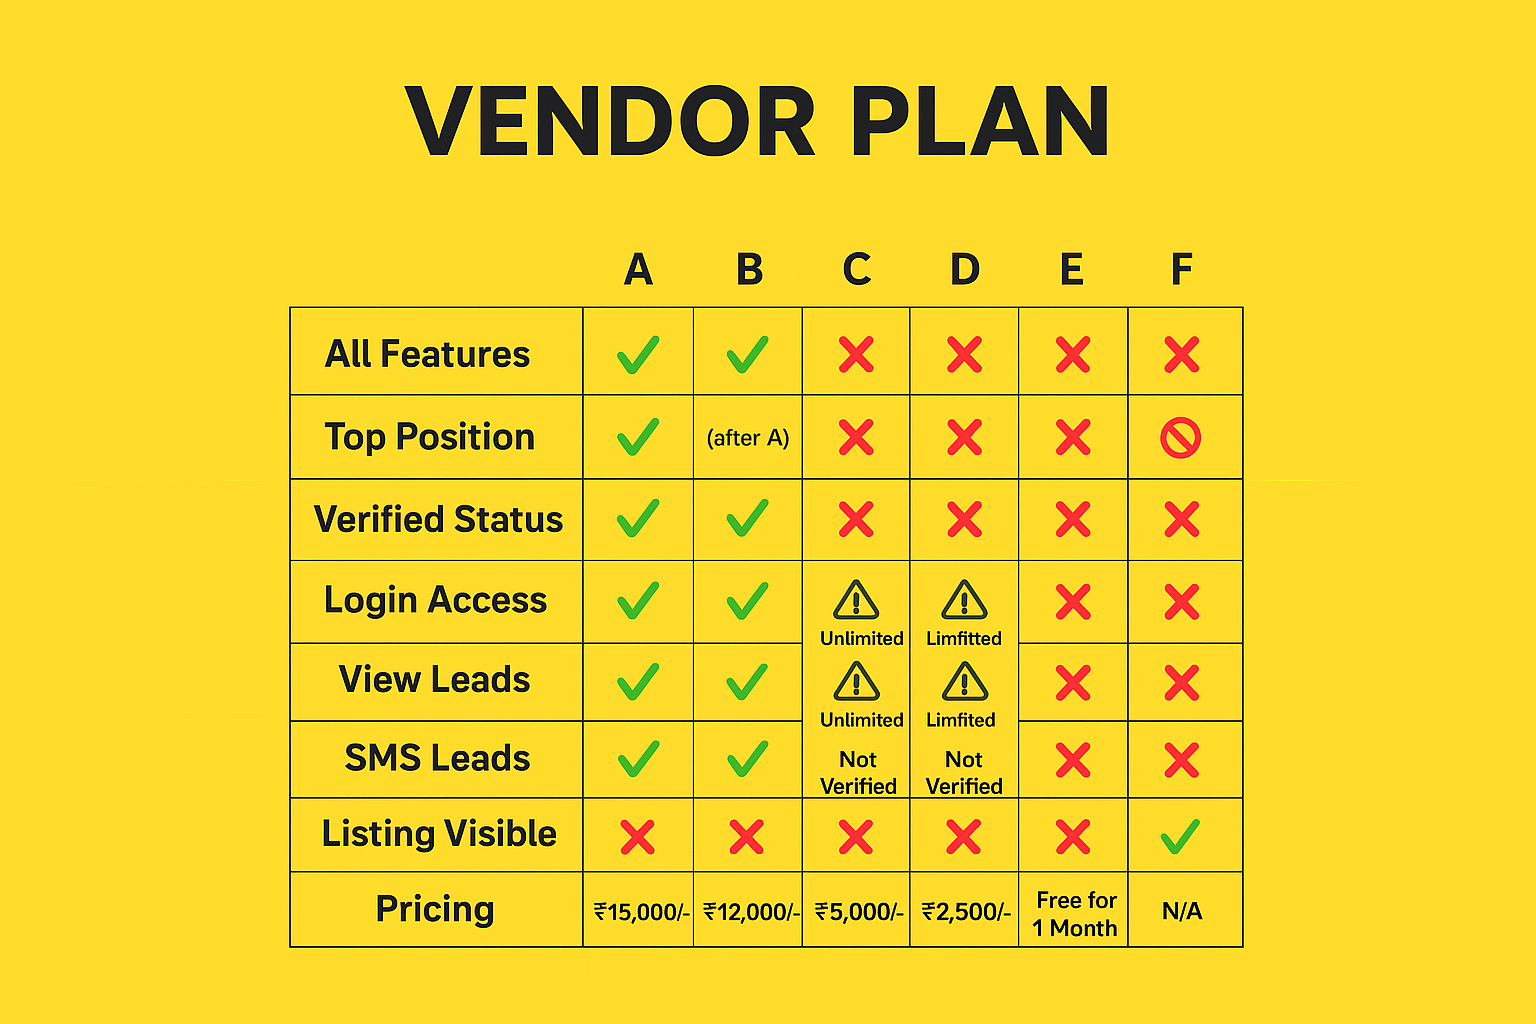 VENDOR PLAN
A B C D E F
All Features
Top Position (after A)
Verified Status
Login Access
Unlimited Limfitted
View Leads
Unlimited Limfited
SMS Leads Not Verified Not Verified
Listing Visible
Pricing ₹15,000/- ₹12,000/- ₹5,000/- ₹2,500/- Free for 1 Month N/A